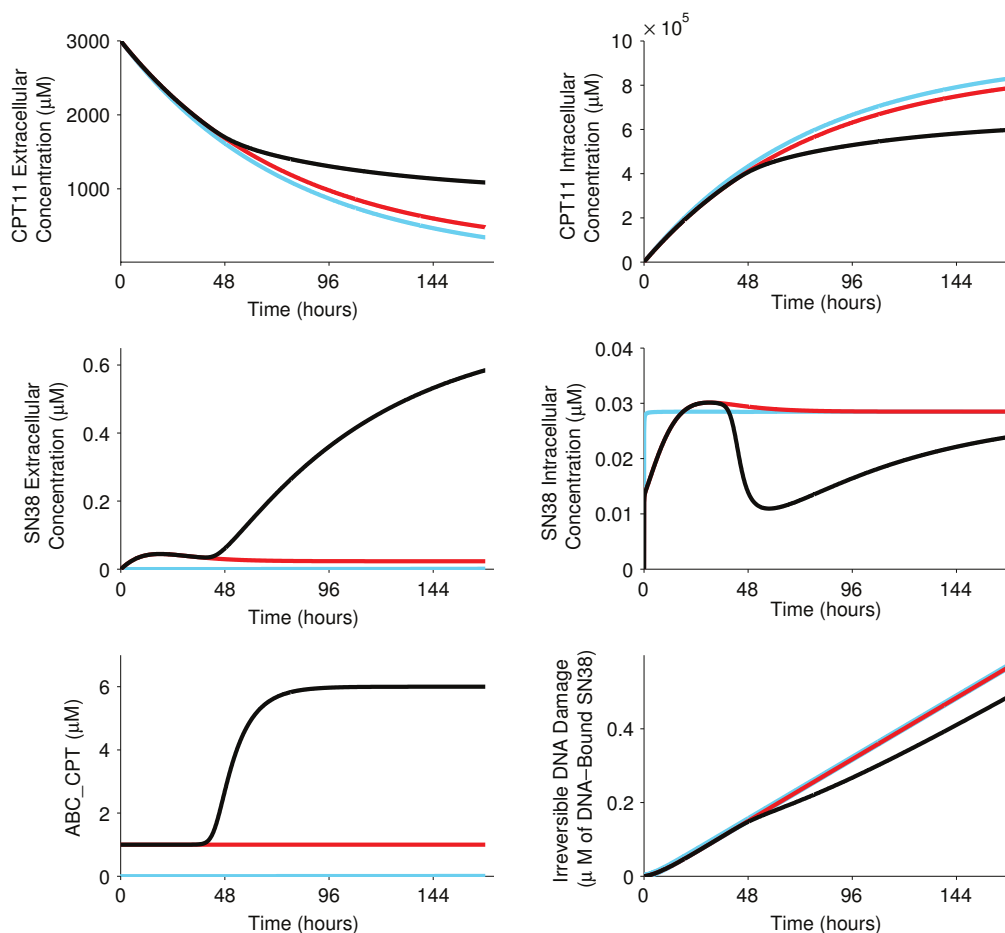 CPT11 Extracellular
Concentration (μM)
3000
2000
1000
0
48
96
144
Time (hours)
CPT11 Intracellular
Concentration (μM)
× 10^5
10
8
6
4
2
0
0
48
96
144
Time (hours)
SN38 Extracellular
Concentration (μM)
0.6
0.4
0.2
0
0
48
96
144
Time (hours)
SN38 Intracellular
Concentration (μM)
0.04
0.03
0.02
0.01
0
0
48
96
144
Time (hours)
ABC_CPT (μM)
6
4
2
0
0
48
96
144
Time (hours)
Irreversible DNA Damage
(μ M of DNA−Bound SN38)
0.4
0.2
0
0
48
96
144
Time (hours)